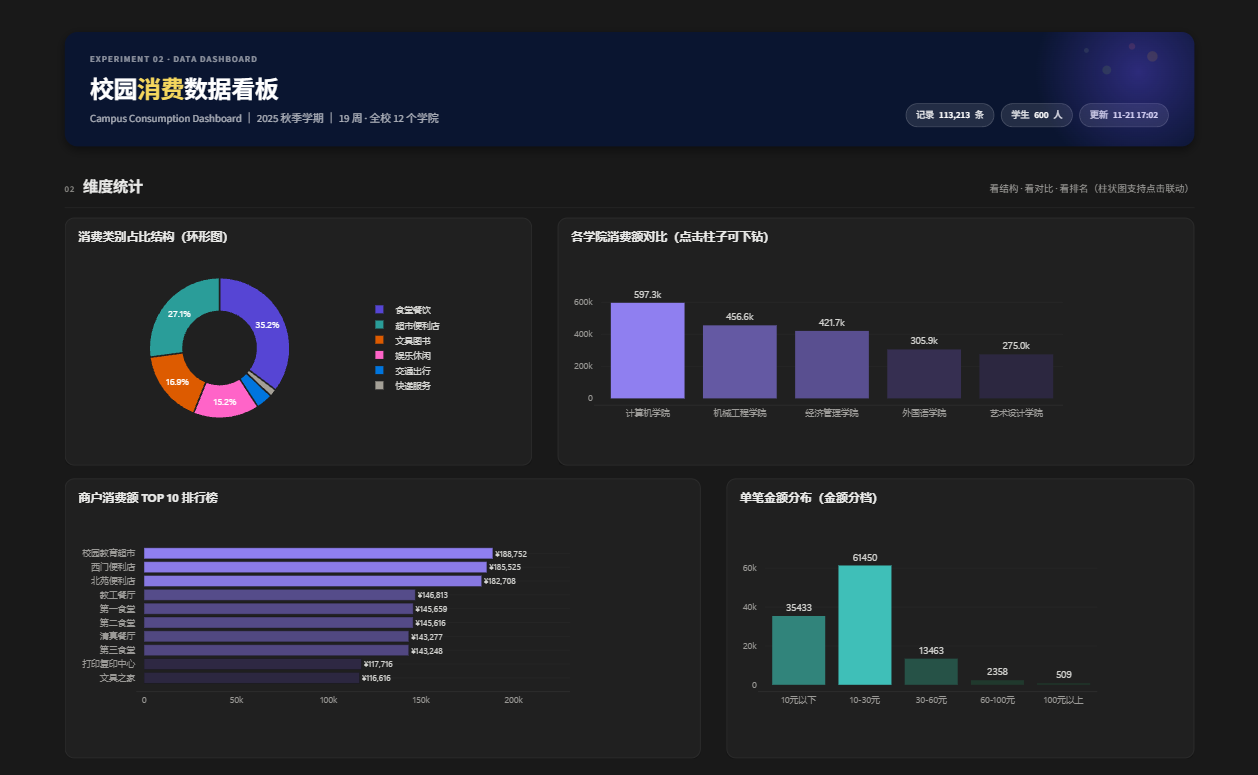 EXPERIMENT 02 · DATA DASHBOARD
校园消费数据看板
Campus Consumption Dashboard │ 2025 秋季学期 │ 19 周 · 全校 12 个学院
记录 113,213 条
学生 600 人
更新 11-21 17:02
02 维度统计
看结构 · 看对比 · 看排名（柱状图支持点击联动）
消费类别占比结构（环形图）
27.1%
35.2%
16.9%
15.2%
食堂餐饮
超市便利店
文具图书
娱乐休闲
交通出行
快递服务
各学院消费额对比（点击柱子可下钻）
597.3k
456.6k
421.7k
305.9k
275.0k
600k
400k
200k
0
计算机学院
机械工程学院
经济管理学院
外国语学院
艺术设计学院
商户消费额 TOP 10 排行榜
校园教育超市 ¥188,752
西门便利店 ¥185,525
北苑便利店 ¥182,708
教工餐厅 ¥146,813
第一食堂 ¥145,659
第二食堂 ¥145,616
清真餐厅 ¥143,277
第三食堂 ¥143,248
打印复印中心 ¥117,716
文具之家 ¥116,616
0 50k 100k 150k 200k
单笔金额分布（金额分档）
61450
35433
13463
2358
509
60k
40k
20k
0
10元以下
10-30元
30-60元
60-100元
100元以上